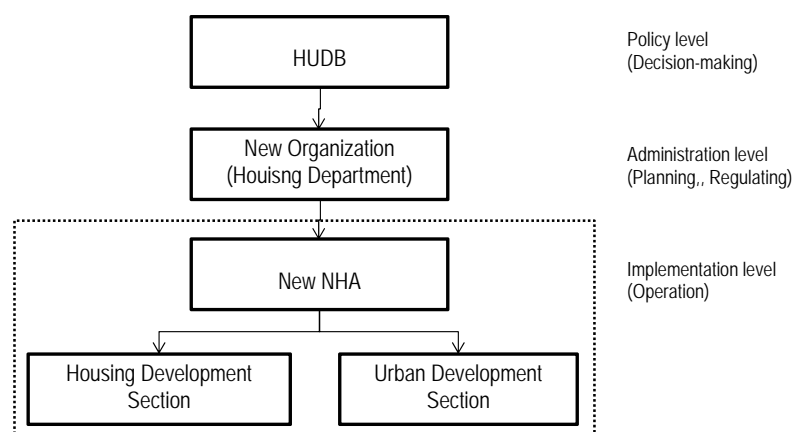 HUDB
Policy level
(Decision-making)
New Organization
(Houisng Department)
Administration level
(Planning,, Regulating)
New NHA
Implementation level
(Operation)
Housing Development
Section
Urban Development
Section